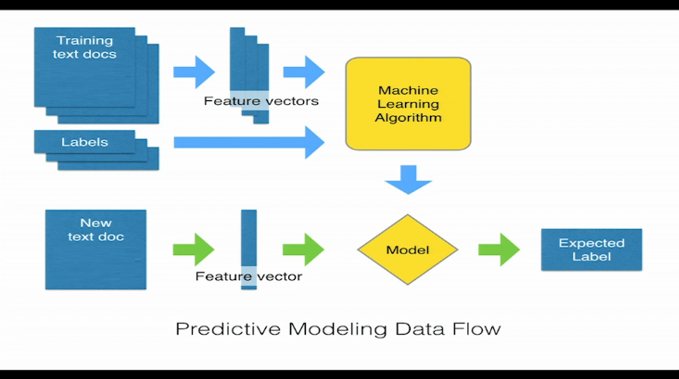 Training
text docs
Feature vectors
Machine
Learning
Algorithm
Labels
New
text doc
Feature vector
Model
Expected
Label
Predictive Modeling Data Flow